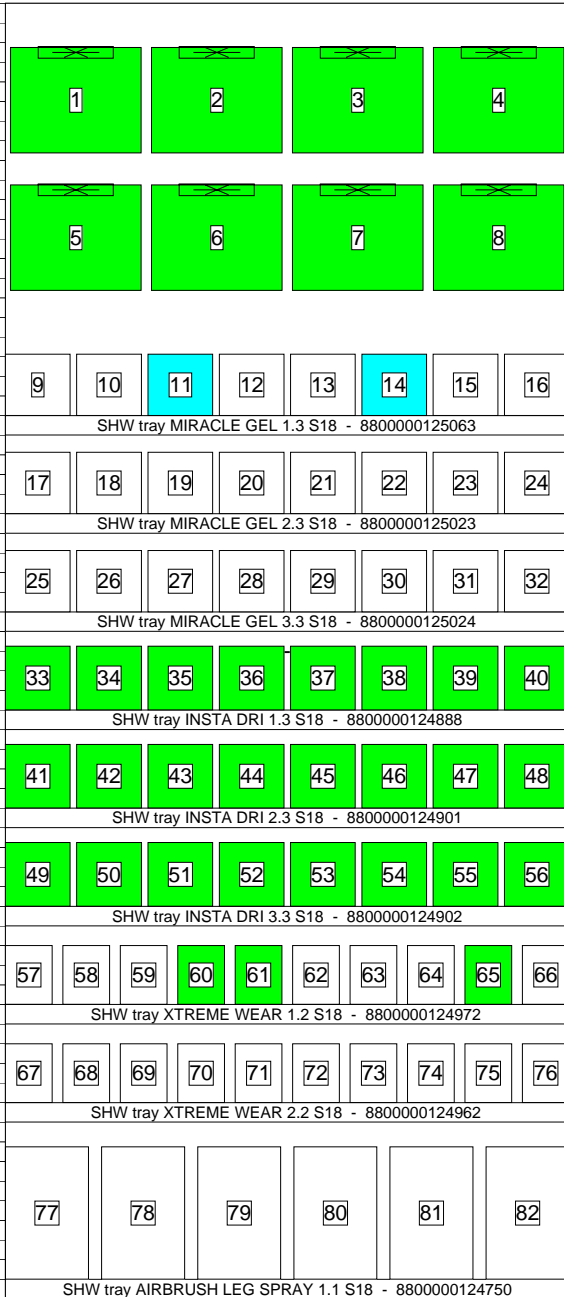 1 2 3 4
5 6 7 8
9 10 11 12 13 14 15 16
SHW tray MIRACLE GEL 1.3 S18 - 8800000125063
17 18 19 20 21 22 23 24
SHW tray MIRACLE GEL 2.3 S18 - 8800000125023
25 26 27 28 29 30 31 32
SHW tray MIRACLE GEL 3.3 S18 - 8800000125024
33 34 35 36 37 38 39 40
SHW tray INSTA DRI 1.3 S18 - 8800000124888
41 42 43 44 45 46 47 48
SHW tray INSTA DRI 2.3 S18 - 8800000124901
49 50 51 52 53 54 55 56
SHW tray INSTA DRI 3.3 S18 - 8800000124902
57 58 59 60 61 62 63 64 65 66
SHW tray XTREME WEAR 1.2 S18 - 8800000124972
67 68 69 70 71 72 73 74 75 76
SHW tray XTREME WEAR 2.2 S18 - 8800000124962
77 78 79 80 81 82
SHW tray AIRBRUSH LEG SPRAY 1.1 S18 - 8800000124750